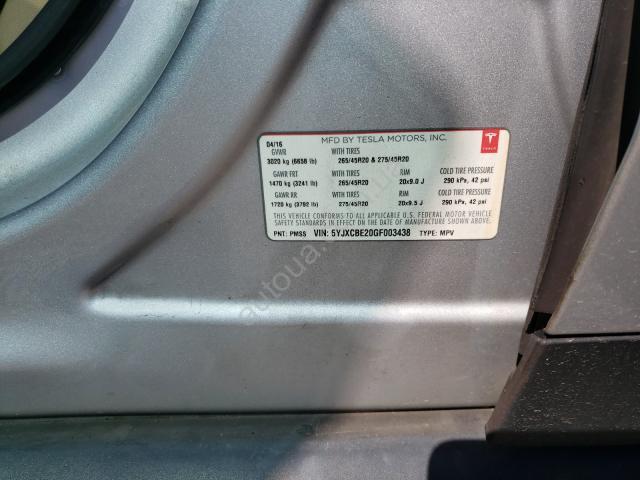 04/16 MFD BY TESLA MOTORS, INC. TESLA
GVWR WITH TIRES
3020 kg (6658 lb) 265/45R20 & 275/45R20
GAWR FRT WITH TIRES RIM COLD TIRE PRESSURE
1470 kg (3241 lb) 265/45R20 20x9.0 J 290 kPa, 42 psi
GAWR RR WITH TIRES RIM COLD TIRE PRESSURE
1720 kg (3792 lb) 275/45R20 20x9.5 J 290 kPa, 42 psi
THIS VEHICLE CONFORMS TO ALL APPLICABLE U.S. FEDERAL MOTOR VEHICLE
SAFETY STANDARDS IN EFFECT ON THE DATE OF MANUFACTURE SHOWN ABOVE.
PNT: PMSS VIN: 5YJXCBE20GF003438 TYPE: MPV